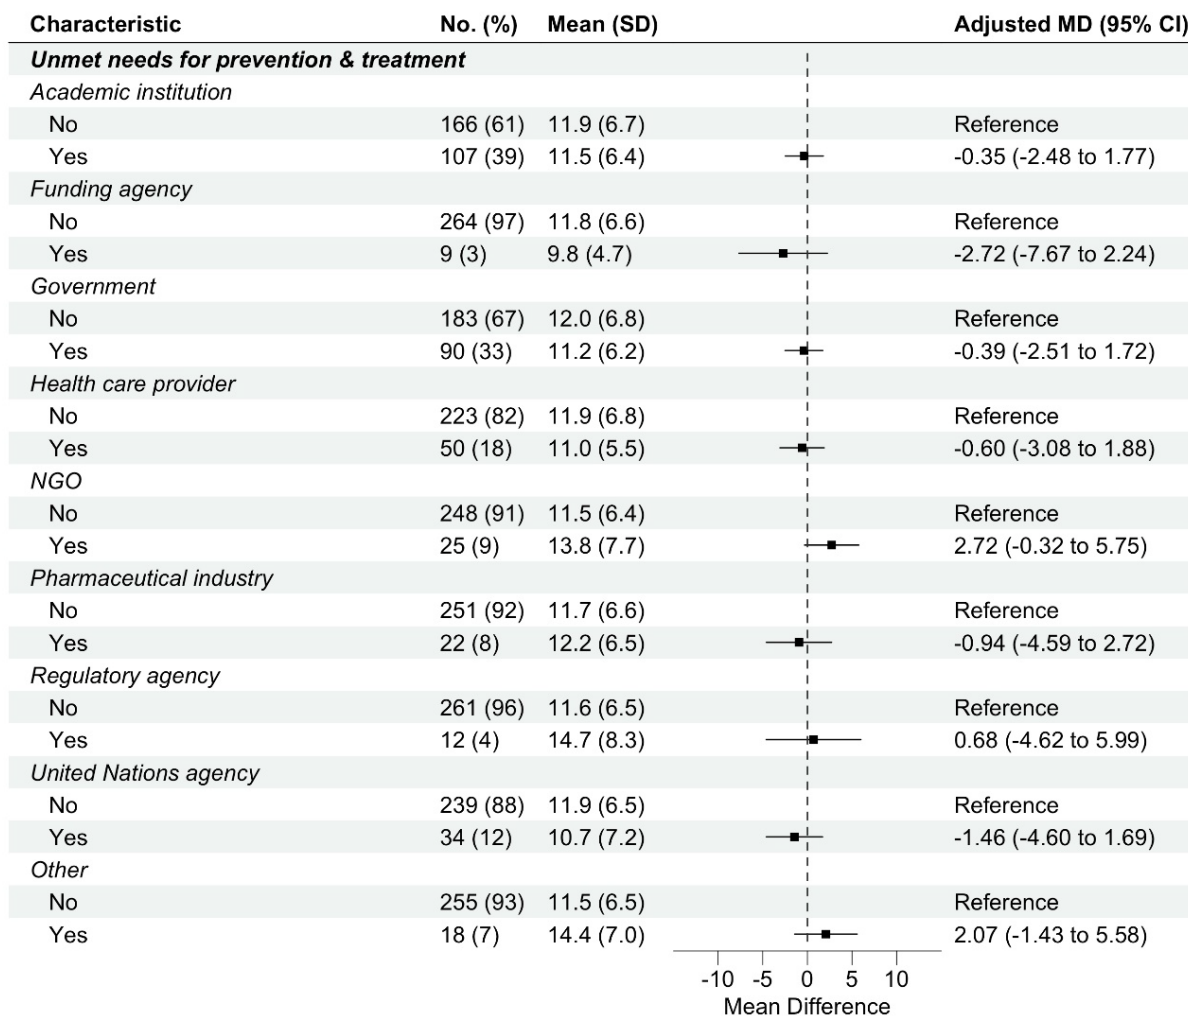 Characteristic No. (%) Mean (SD) Adjusted MD (95% CI)
Unmet needs for prevention & treatment
Academic institution
No 166 (61) 11.9 (6.7) Reference
Yes 107 (39) 11.5 (6.4) -0.35 (-2.48 to 1.77)
Funding agency
No 264 (97) 11.8 (6.6) Reference
Yes 9 (3) 9.8 (4.7) -2.72 (-7.67 to 2.24)
Government
No 183 (67) 12.0 (6.8) Reference
Yes 90 (33) 11.2 (6.2) -0.39 (-2.51 to 1.72)
Health care provider
No 223 (82) 11.9 (6.8) Reference
Yes 50 (18) 11.0 (5.5) -0.60 (-3.08 to 1.88)
NGO
No 248 (91) 11.5 (6.4) Reference
Yes 25 (9) 13.8 (7.7) 2.72 (-0.32 to 5.75)
Pharmaceutical industry
No 251 (92) 11.7 (6.6) Reference
Yes 22 (8) 12.2 (6.5) -0.94 (-4.59 to 2.72)
Regulatory agency
No 261 (96) 11.6 (6.5) Reference
Yes 12 (4) 14.7 (8.3) 0.68 (-4.62 to 5.99)
United Nations agency
No 239 (88) 11.9 (6.5) Reference
Yes 34 (12) 10.7 (7.2) -1.46 (-4.60 to 1.69)
Other
No 255 (93) 11.5 (6.5) Reference
Yes 18 (7) 14.4 (7.0) 2.07 (-1.43 to 5.58)
-10 -5 0 5 10
Mean Difference